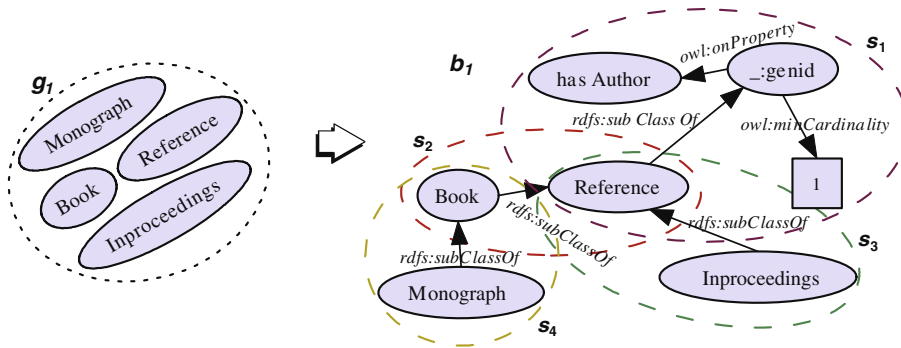 g1
Monograph
Reference
Book
Inproceedings
b1
s1
owl:onProperty
has Author
_:genid
rdfs:sub Class Of
owl:minCardinality
s2
1
Book
Reference
rdfs:subClassOf
rdfs:subClassOf
s3
rdfs:subClassOf
Inproceedings
Monograph
s4